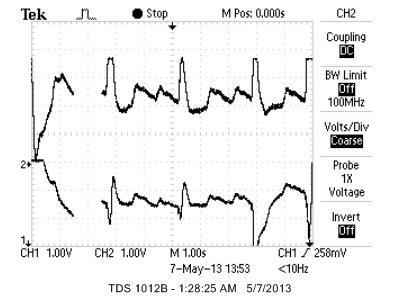 Tek Stop M Pos: 0.000s CH2
Coupling
DC
BW Limit
Off
100MHz
Volts/Div
Coarse
Probe
1X
Voltage
Invert
Off
2
1
CH1 1.00V CH2 1.00V M 1.00s CH1 258mV
7-May-13 13:53 <10Hz
TDS 1012B - 1:28:25 AM 5/7/2013